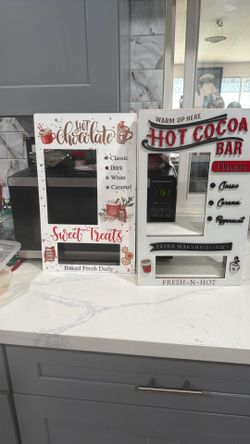 HOT
Chocolate
Classic
Dark
White
Caramel
Sweet Treats
Baked Fresh Daily
WARM UP HERE
HOT COCOA
BAR
Flavors
Classic
Caramel
Peppermint
EXTRA MARSHMALLOWS
FRESH-N-HOT